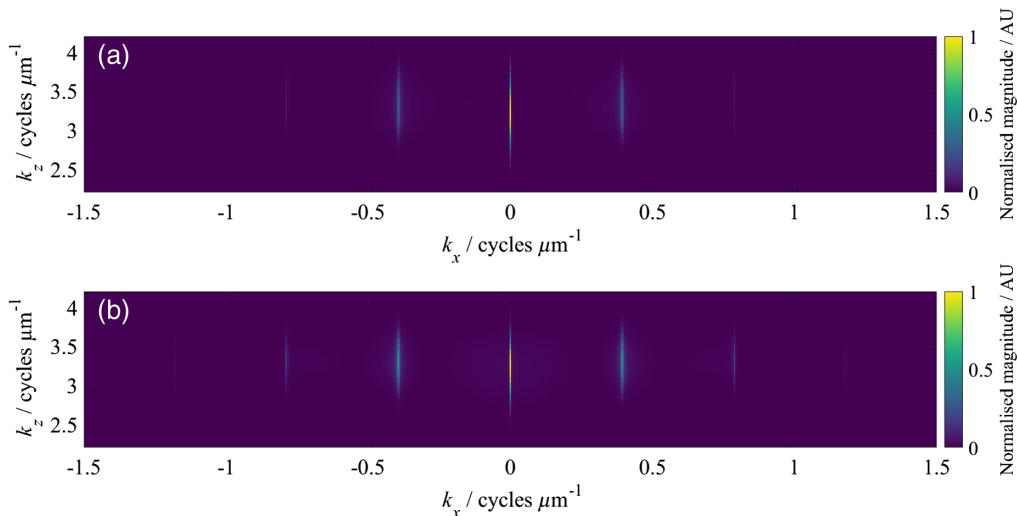 (a)
4
3.5
3
2.5
k_z / cycles µm^-1
-1.5 -1 -0.5 0 0.5 1 1.5
k_x / cycles µm^-1
1
0.5
0
Normalised magnitude / AU
(b)
4
3.5
3
2.5
k_z / cycles µm^-1
-1.5 -1 -0.5 0 0.5 1 1.5
k_x / cycles µm^-1
1
0.5
0
Normalised magnitude / AU